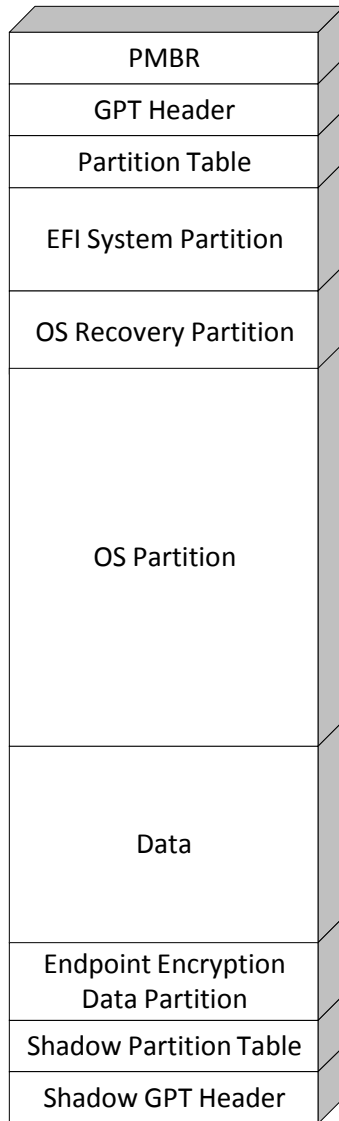 PMBR
GPT Header
Partition Table
EFI System Partition
OS Recovery Partition
OS Partition
Data
Endpoint Encryption
Data Partition
Shadow Partition Table
Shadow GPT Header